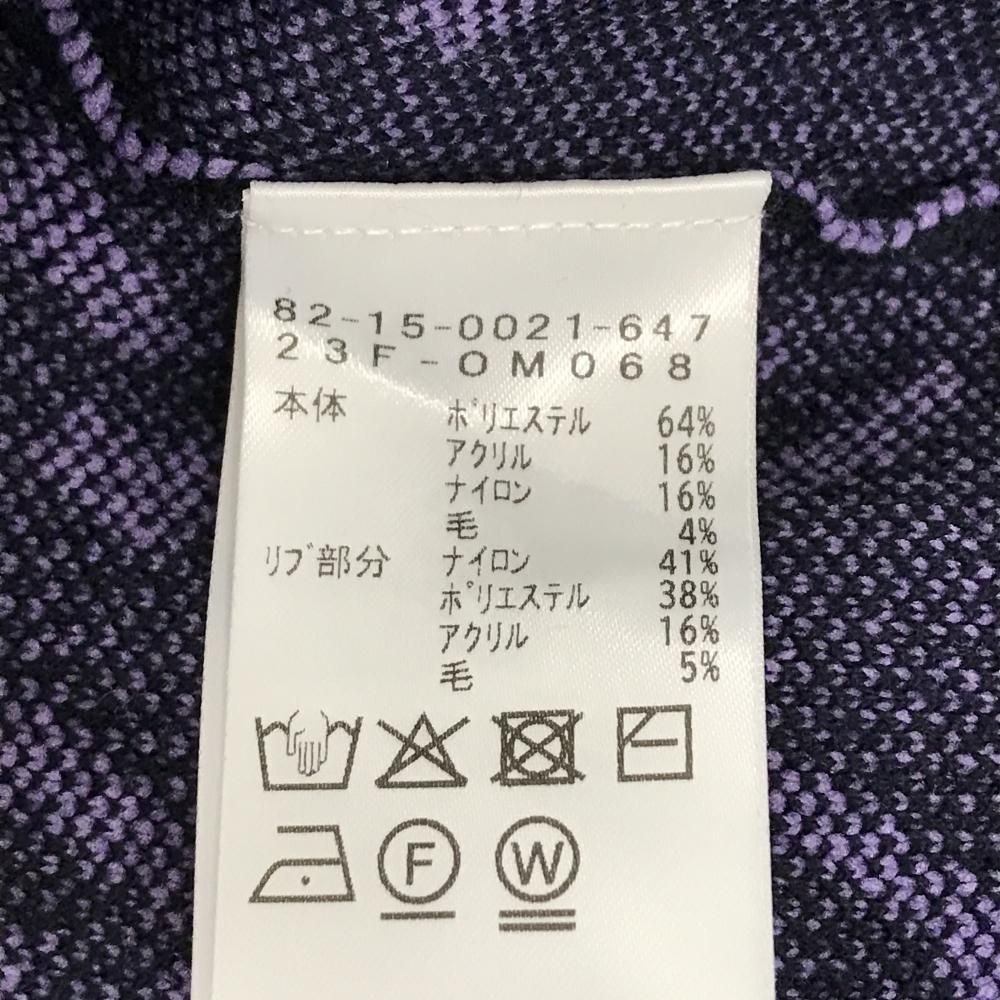 82-15-0021-647
23F-OM068
本体 ポリエステル 64%
アクリル 16%
ナイロン 16%
毛 4%
リブ部分 ナイロン 41%
ポリエステル 38%
アクリル 16%
毛 5%
F W